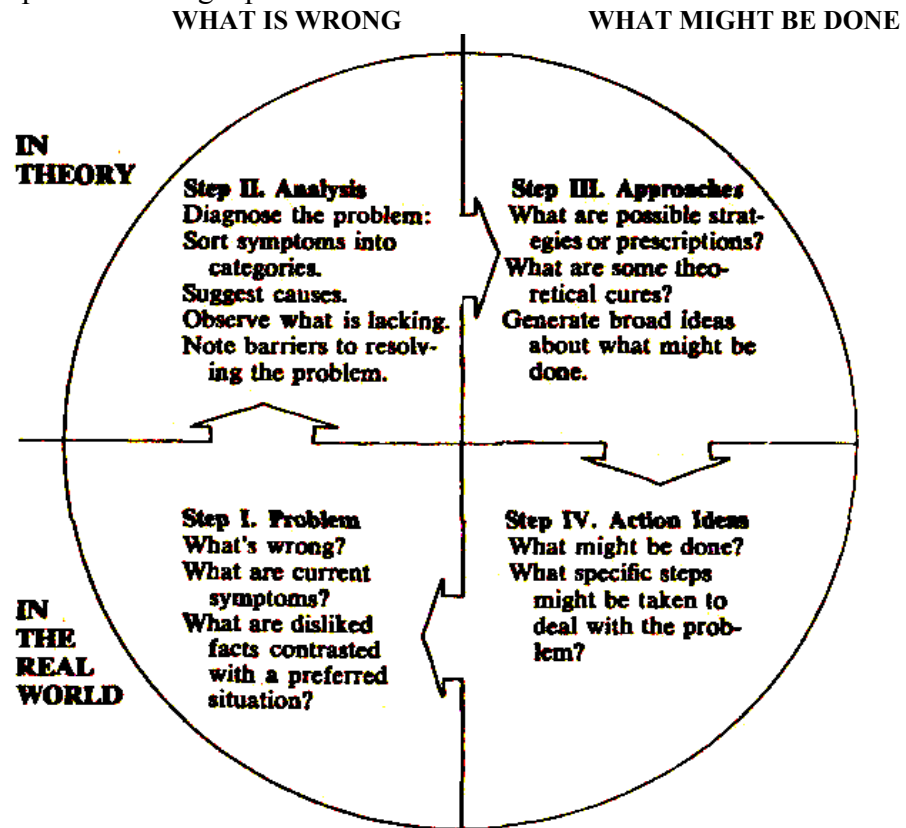 WHAT IS WRONG
WHAT MIGHT BE DONE
IN
THEORY
Step II. Analysis
Diagnose the problem:
Sort symptoms into
categories.
Suggest causes.
Observe what is lacking.
Note barriers to resolv-
ing the problem.
Step III. Approaches
What are possible strat-
egies or prescriptions?
What are some theo-
retical cures?
Generate broad ideas
about what might be
done.
IN
THE
REAL
WORLD
Step I. Problem
What's wrong?
What are current
symptoms?
What are disliked
facts contrasted
with a preferred
situation?
Step IV. Action Ideas
What might be done?
What specific steps
might be taken to
deal with the prob-
lem?